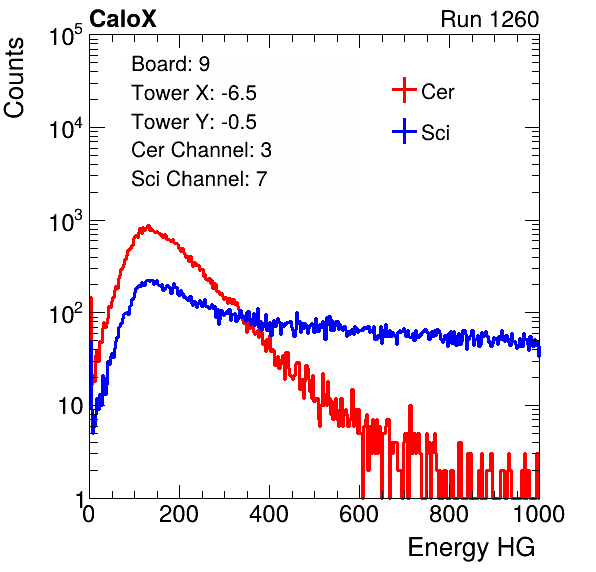 CaloX Run 1260
Counts
10^5
10^4
10^3
10^2
10
1
Board: 9
Tower X: -6.5
Tower Y: -0.5
Cer Channel: 3
Sci Channel: 7
Cer
Sci
0 200 400 600 800 1000
Energy HG